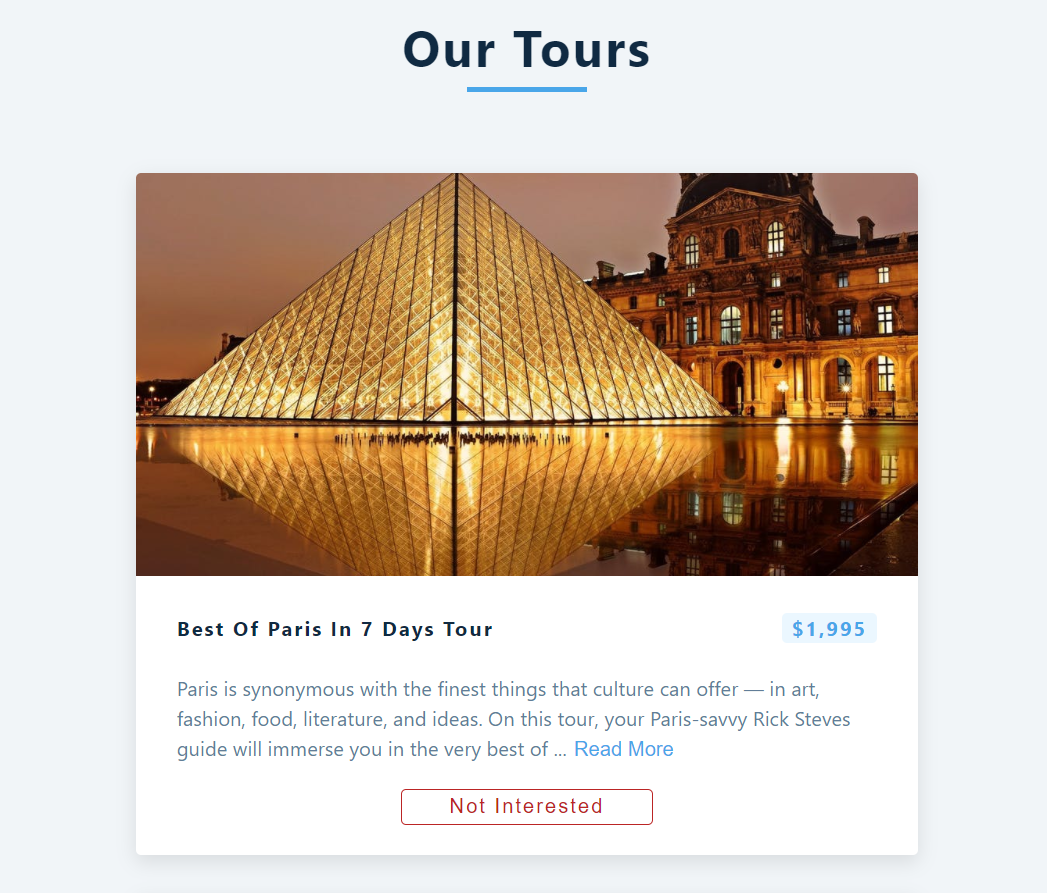 Our Tours
Best Of Paris In 7 Days Tour
$1,995
Paris is synonymous with the finest things that culture can offer — in art,
fashion, food, literature, and ideas. On this tour, your Paris-savvy Rick Steves
guide will immerse you in the very best of ... Read More
Not Interested